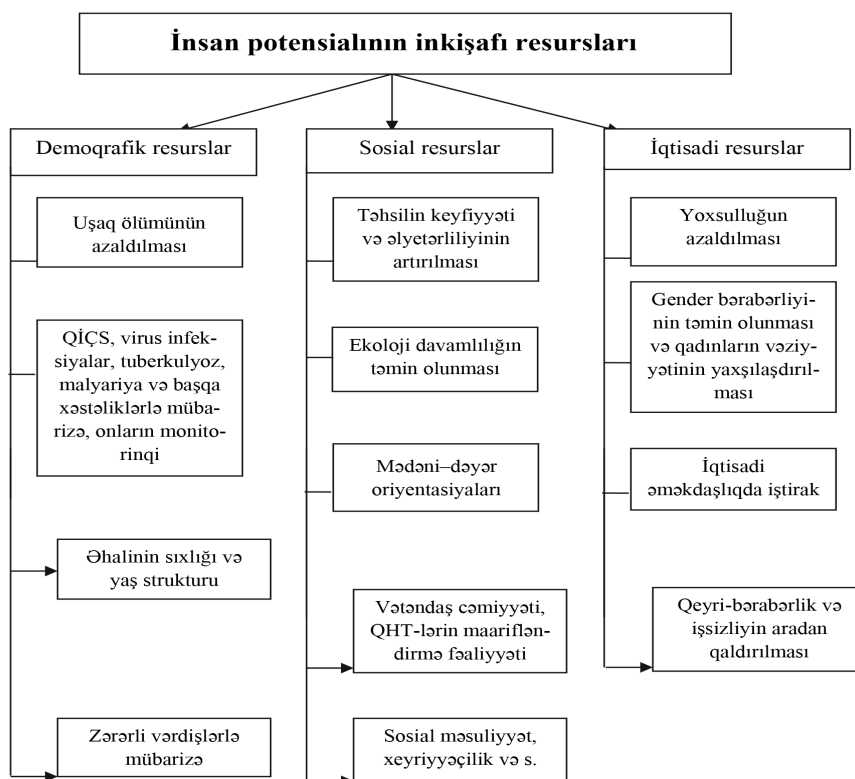 İnsan potensialının inkişafı resursları
Demoqrafik resurslar
Uşaq ölümünün
azaldılması
QİÇS, virus infek-
siyalar, tuberkulyoz,
malyariya və başqa
xəstəliklərlə müba-
rizə, onların monito-
rinqi
Əhalinin sıxlığı və
yaş strukturu
Zərərli vərdişlərlə
mübarizə
Sosial resurslar
Təhsilin keyfiyyəti
və əlyetərliliyinin
artırılması
Ekoloji davamlılığın
təmin olunması
Mədəni–dəyər
oriyentasiyaları
Vətəndaş cəmiyyəti,
QHT-lərin maariflən-
dirmə fəaliyyəti
Sosial məsuliyyət,
xeyriyyəçilik və s.
İqtisadi resurslar
Yoxsulluğun
azaldılması
Gender bərabərliyi-
nin təmin olunması
və qadınların vəziy-
yətinin yaxşılaşdırıl-
ması
İqtisadi
əməkdaşlıqda iştirak
Qeyri-bərabərlik və
işsizliyin aradan
qaldırılması